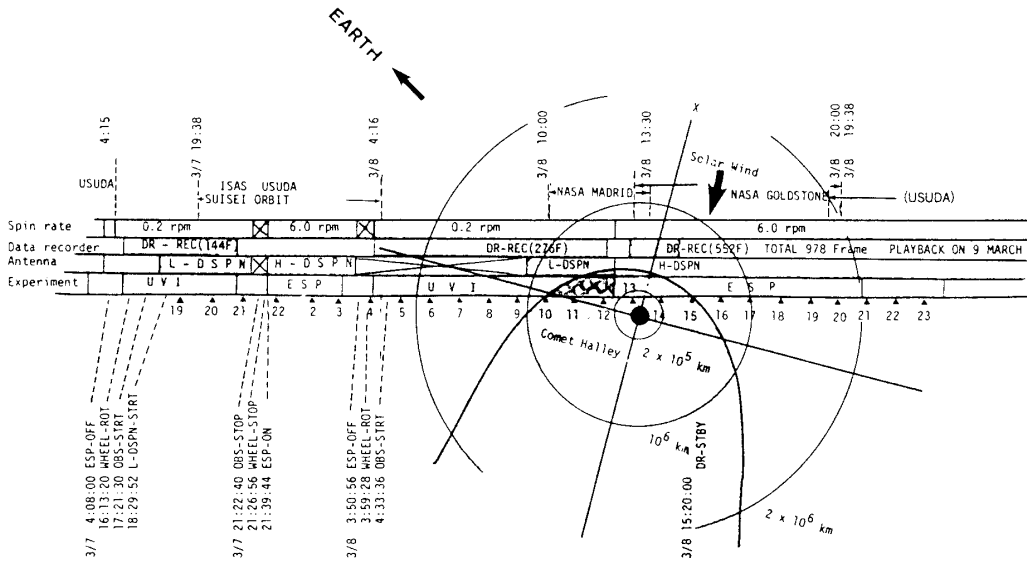 EARTH
4:15
3/7 19:38
3/8 4:16
3/8 10:00
3/8 13:30
3/8 20:00
3/8 19:38
X
Solar Wind
USUDA
ISAS USUDA
SUISEI ORBIT
NASA MADRID
NASA GOLDSTONE
(USUDA)
Spin rate 0.2 rpm 6.0 rpm 0.2 rpm 6.0 rpm
Data recorder DR - REC(144F) DR-REC(276F) DR-REC(552F) TOTAL 978 Frame PLAYBACK ON 9 MARCH
Antenna L-DSPN H-DSPN L-DSPN H-DSPN
Experiment UVI ESP UVI 13 ESP
19 20 21 22 2 3 4 5 6 7 8 9 10 11 12 14 15 16 17 18 19 20 21 22 23
Comet Halley
2 x 10⁵ km
10⁶ km
2 x 10⁶ km
3/7 4:08:00 ESP-OFF
16:13:20 WHEEL-ROT
17:21:30 OBS-STRT
18:29:52 L-DSPN-STRT
3/7 21:22:40 OBS-STOP
21:26:56 WHEEL-STOP
21:39:44 ESP-ON
3/8 3:50:56 ESP-OFF
3:59:28 WHEEL-ROT
4:33:36 OBS-STRT
3/8 15:20:00 DR-STBY